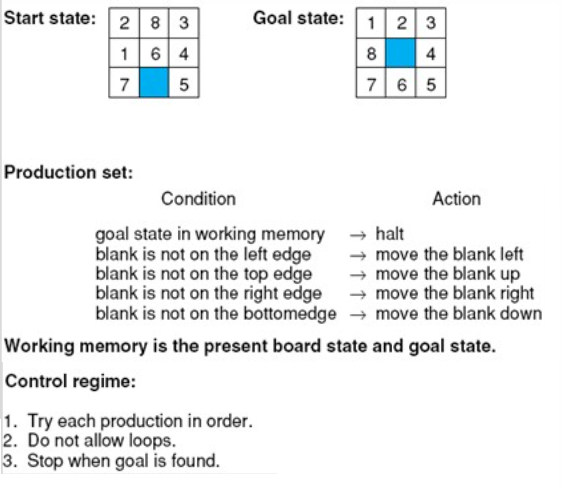 Start state:
2 8 3
1 6 4
7 5
Goal state:
1 2 3
8 4
7 6 5
Production set:
Condition Action
goal state in working memory → halt
blank is not on the left edge → move the blank left
blank is not on the top edge → move the blank up
blank is not on the right edge → move the blank right
blank is not on the bottomedge → move the blank down
Working memory is the present board state and goal state.
Control regime:
1. Try each production in order.
2. Do not allow loops.
3. Stop when goal is found.